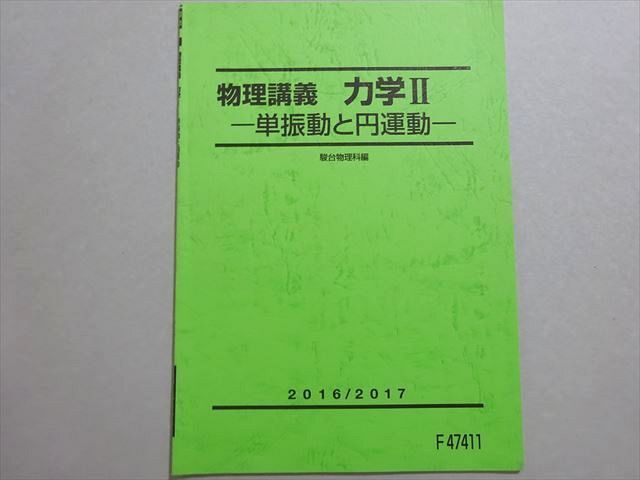 物理講義 力学Ⅱ
―単振動と円運動―
駿台物理科編
2016/2017
F47411